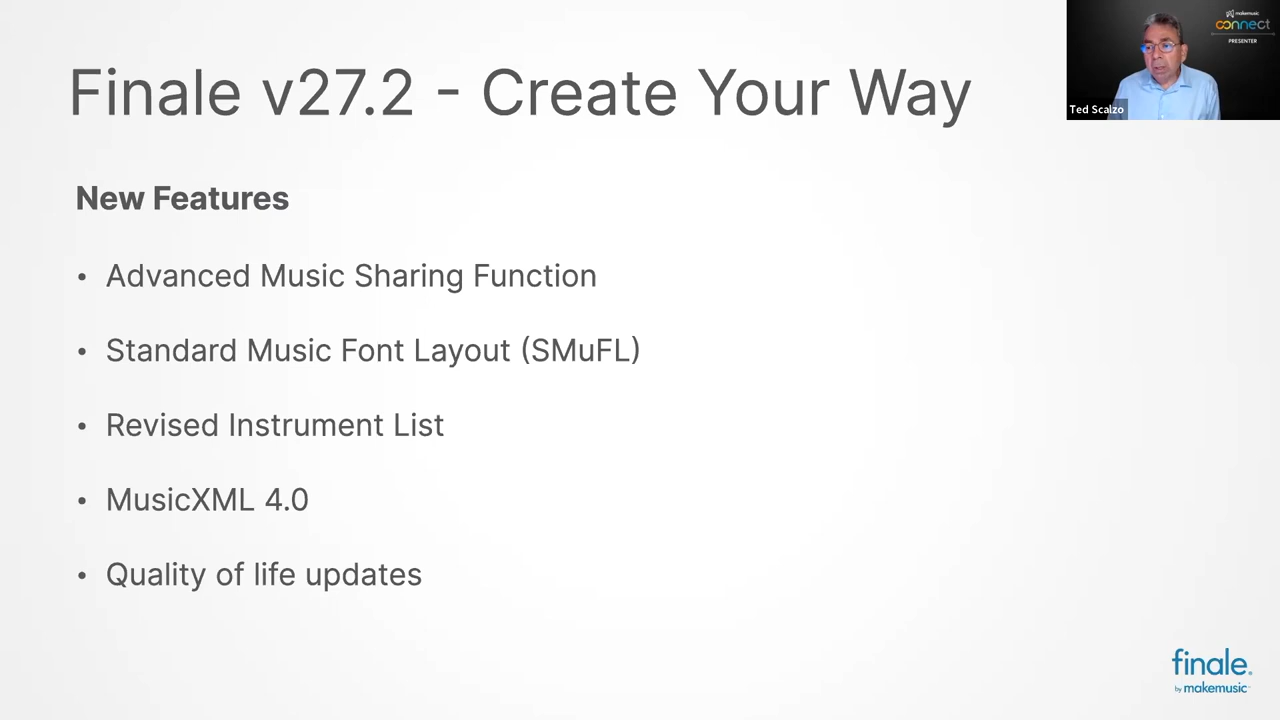 Finale v27.2 - Create Your Way
makemusic
connect
PRESENTER
Ted Scalzo
New Features
• Advanced Music Sharing Function
• Standard Music Font Layout (SMuFL)
• Revised Instrument List
• MusicXML 4.0
• Quality of life updates
finale®
by makemusic™